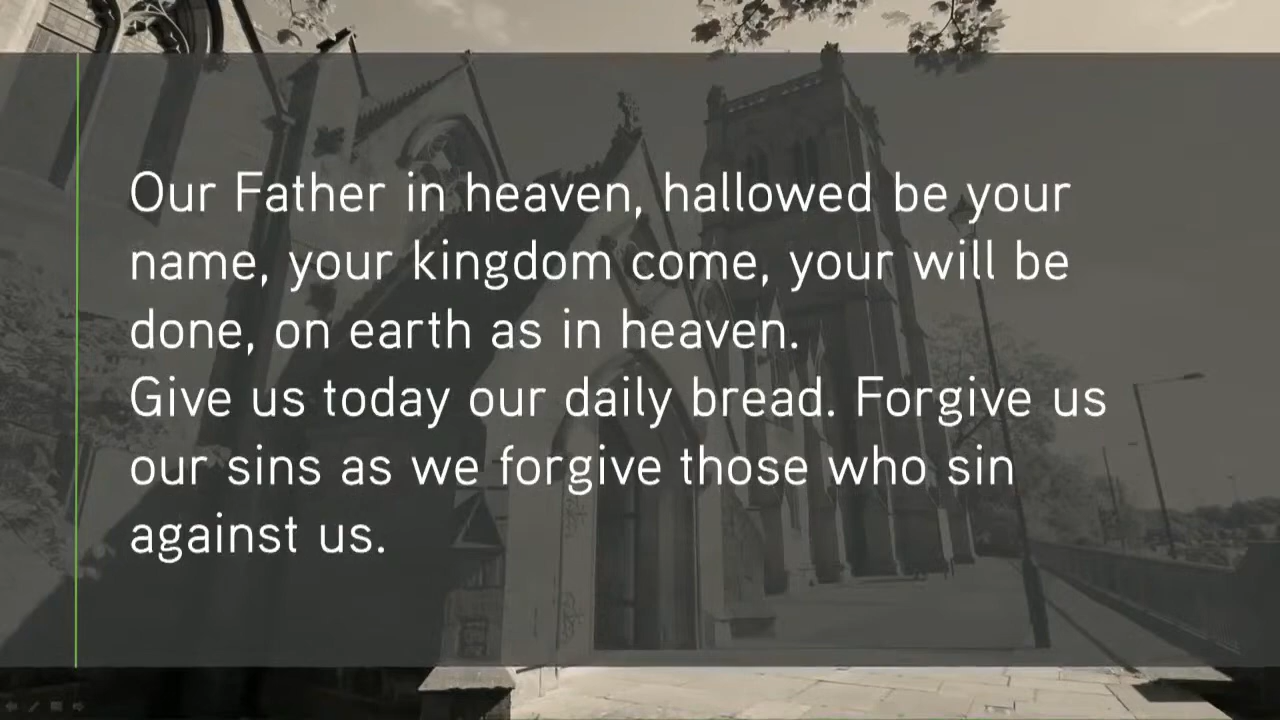 Our Father in heaven, hallowed be your
name, your kingdom come, your will be
done, on earth as in heaven.
Give us today our daily bread. Forgive us
our sins as we forgive those who sin
against us.